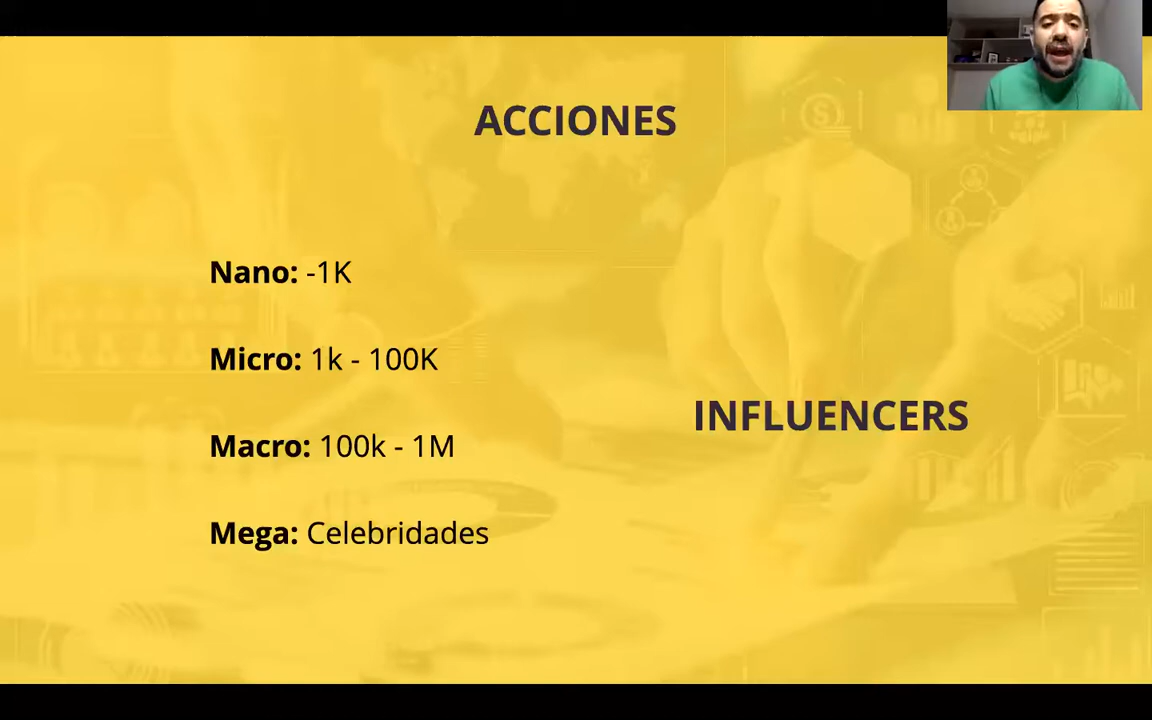 ACCIONES
Nano: -1K
Micro: 1k - 100K
Macro: 100k - 1M
Mega: Celebridades
INFLUENCERS